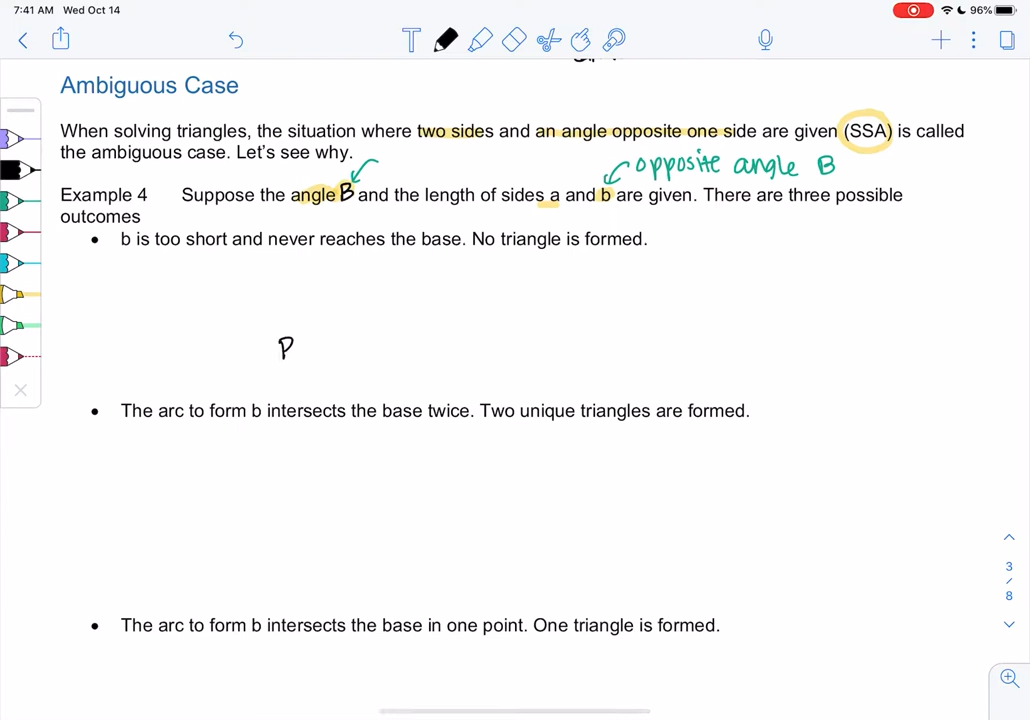 7:41 AM Wed Oct 14
96%
T
Ambiguous Case
When solving triangles, the situation where two sides and an angle opposite one side are given (SSA) is called
the ambiguous case. Let's see why.
opposite angle B
Example 4 Suppose the angle B and the length of sides a and b are given. There are three possible
outcomes
• b is too short and never reaches the base. No triangle is formed.
P
• The arc to form b intersects the base twice. Two unique triangles are formed.
3
/
8
• The arc to form b intersects the base in one point. One triangle is formed.